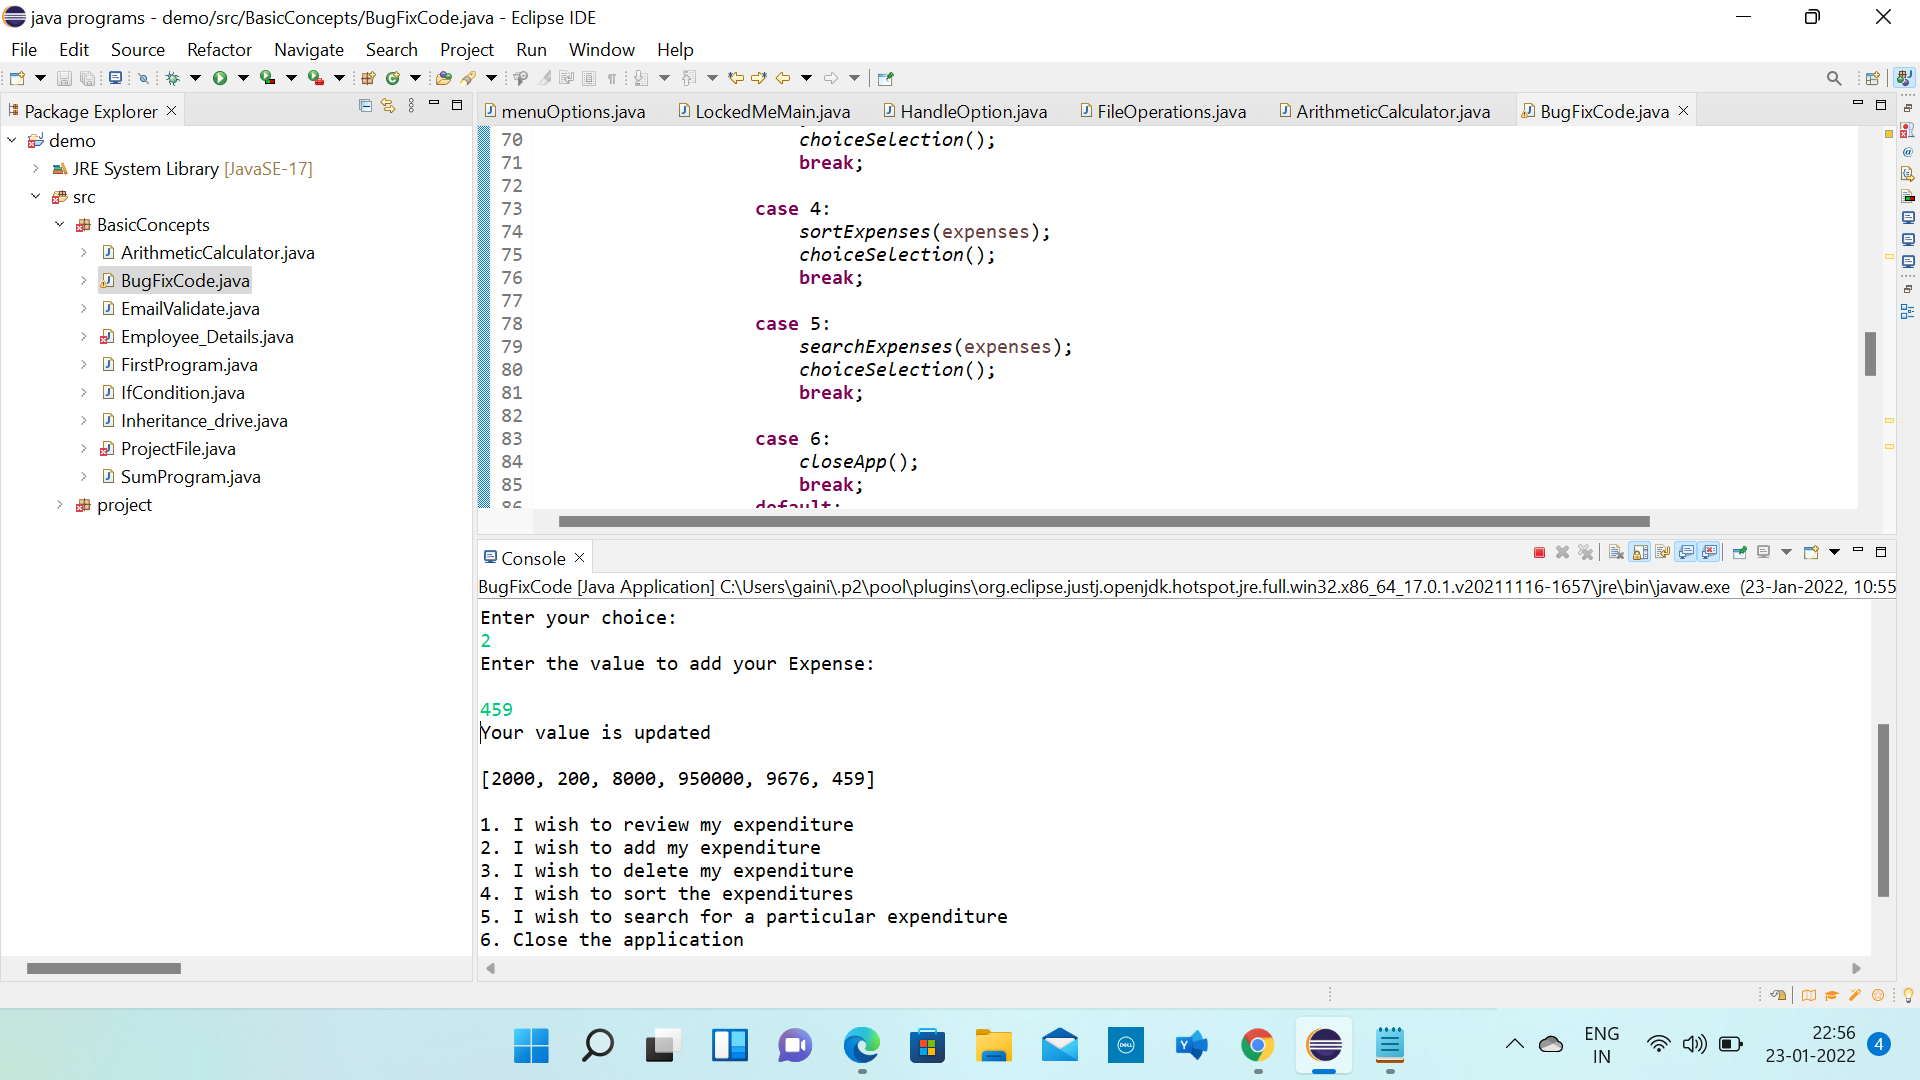 java programs - demo/src/BasicConcepts/BugFixCode.java - Eclipse IDE
File Edit Source Refactor Navigate Search Project Run Window Help
Package Explorer
demo
JRE System Library [JavaSE-17]
src
BasicConcepts
ArithmeticCalculator.java
BugFixCode.java
EmailValidate.java
Employee_Details.java
FirstProgram.java
IfCondition.java
Inheritance_drive.java
ProjectFile.java
SumProgram.java
project
menuOptions.java LockedMeMain.java HandleOption.java FileOperations.java ArithmeticCalculator.java BugFixCode.java
70 choiceSelection();
71 break;
72
73 case 4:
74 sortExpenses(expenses);
75 choiceSelection();
76 break;
77
78 case 5:
79 searchExpenses(expenses);
80 choiceSelection();
81 break;
82
83 case 6:
84 closeApp();
85 break;
86 default:
Console
BugFixCode [Java Application] C:\Users\gaini\.p2\pool\plugins\org.eclipse.justj.openjdk.hotspot.jre.full.win32.x86_64_17.0.1.v20211116-1657\jre\bin\javaw.exe (23-Jan-2022, 10:55
Enter your choice:
2
Enter the value to add your Expense:
459
Your value is updated
[2000, 200, 8000, 950000, 9676, 459]
1. I wish to review my expenditure
2. I wish to add my expenditure
3. I wish to delete my expenditure
4. I wish to sort the expenditures
5. I wish to search for a particular expenditure
6. Close the application
DELL
ENG
IN
22:56
23-01-2022
4